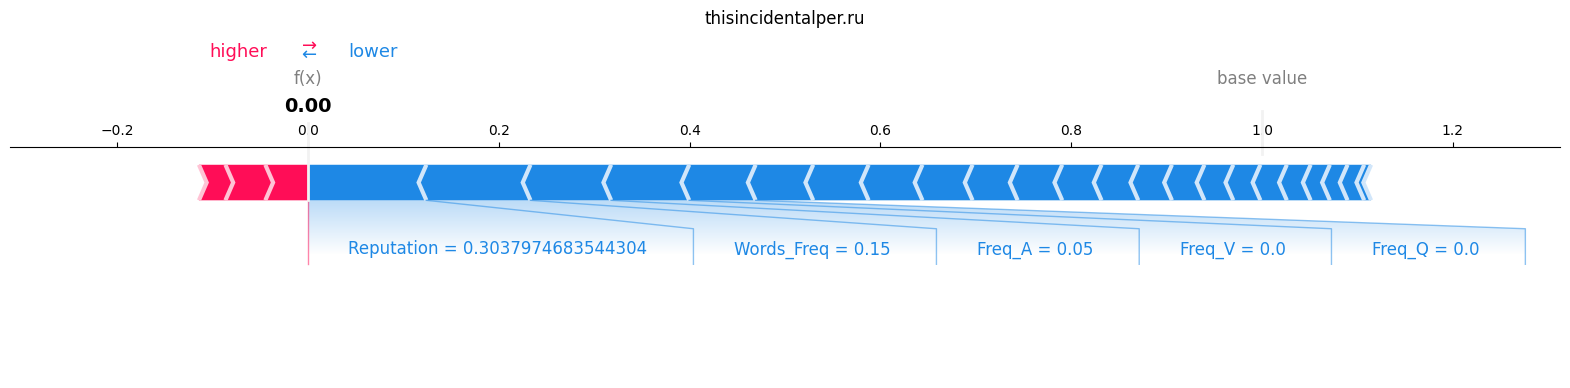 thisincidentalper.ru
higher ⇄ lower
f(x) base value
0.00
−0.2 0 0 0.2 0.4 0.6 0.8 1 0 1.2
Reputation = 0.3037974683544304 Words_Freq = 0.15 Freq_A = 0.05 Freq_V = 0.0 Freq_Q = 0.0